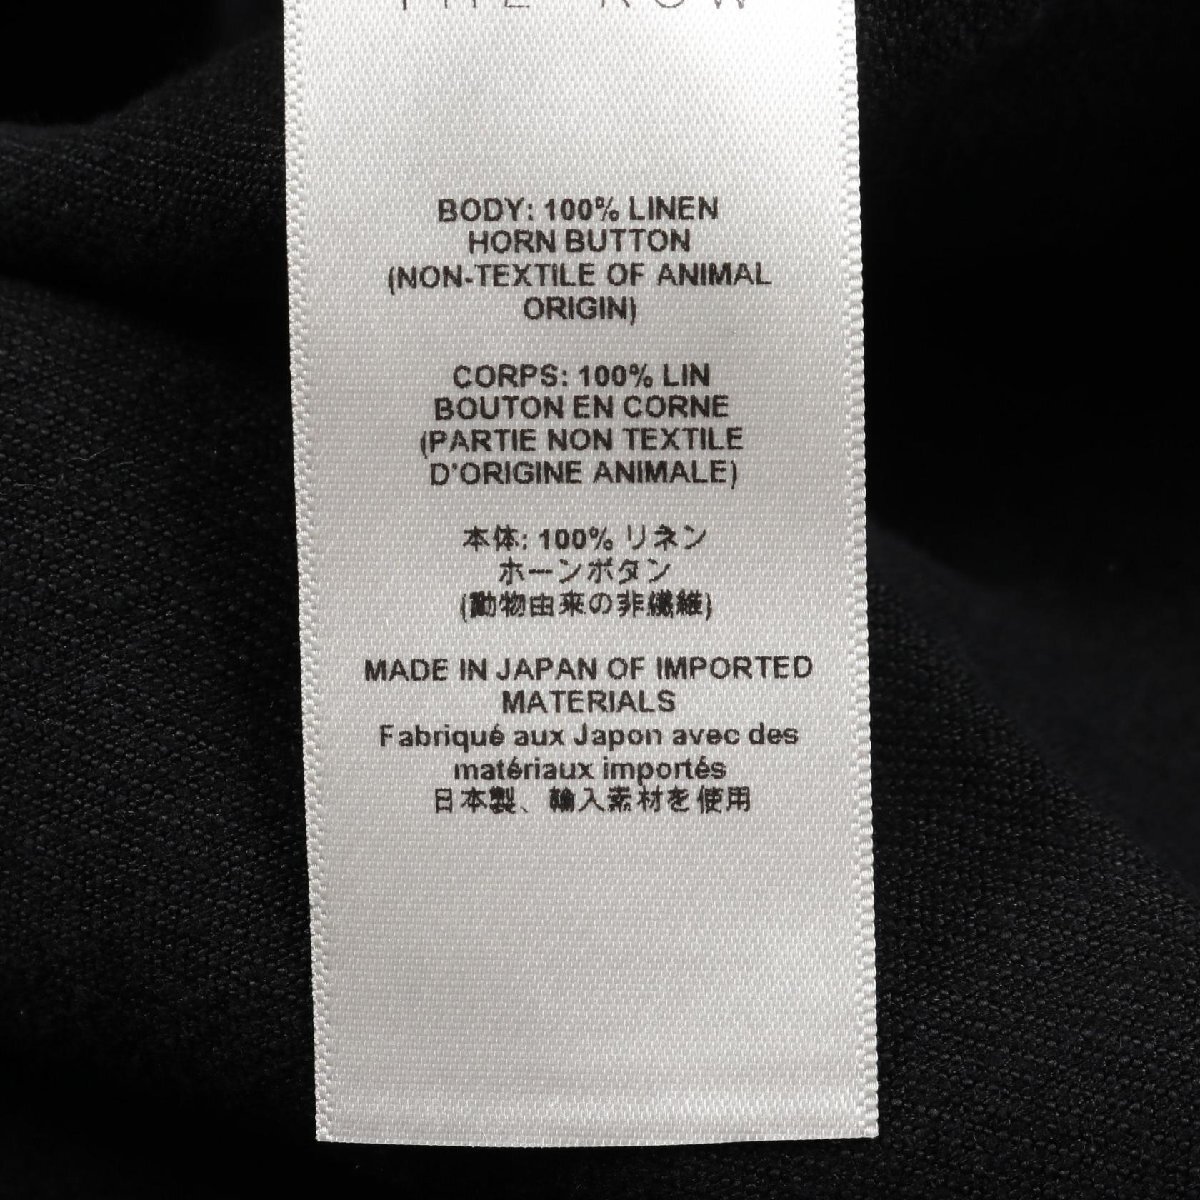 THE ROW
BODY: 100% LINEN
HORN BUTTON
(NON-TEXTILE OF ANIMAL
ORIGIN)
CORPS: 100% LIN
BOUTON EN CORNE
(PARTIE NON TEXTILE
D'ORIGINE ANIMALE)
本体: 100% リネン
ホーンボタン
(動物由来の非繊維)
MADE IN JAPAN OF IMPORTED
MATERIALS
Fabriqué aux Japon avec des
matériaux importés
日本製、輸入素材を使用